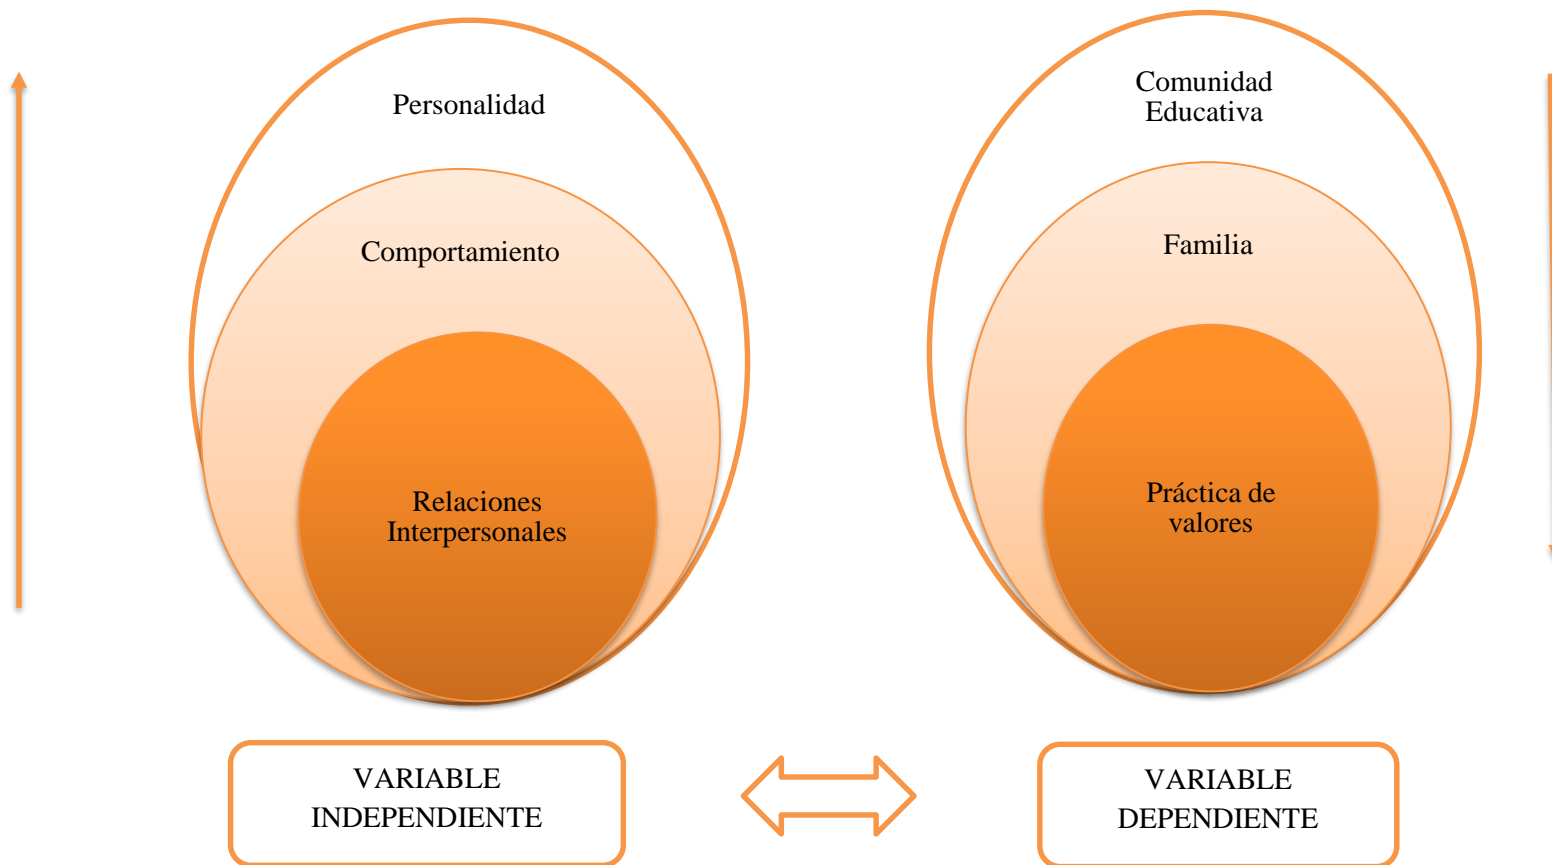 Personalidad
Comportamiento
Relaciones
Interpersonales
VARIABLE
INDEPENDIENTE
Comunidad
Educativa
Familia
Práctica de
valores
VARIABLE
DEPENDIENTE